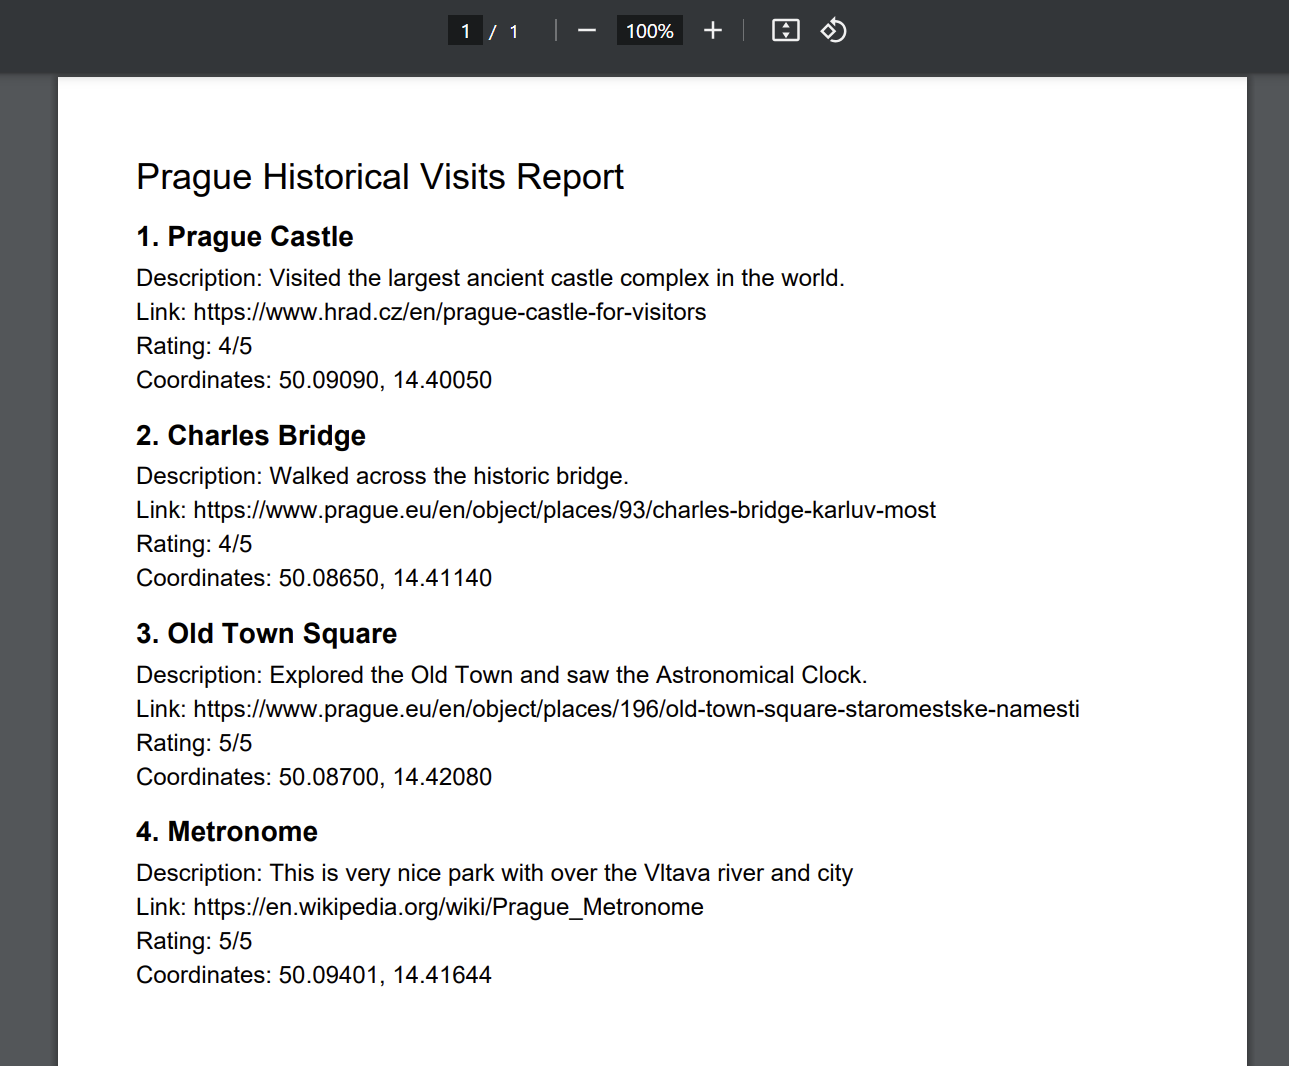 1 / 1 100%
Prague Historical Visits Report
1. Prague Castle
Description: Visited the largest ancient castle complex in the world.
Link: https://www.hrad.cz/en/prague-castle-for-visitors
Rating: 4/5
Coordinates: 50.09090, 14.40050
2. Charles Bridge
Description: Walked across the historic bridge.
Link: https://www.prague.eu/en/object/places/93/charles-bridge-karluv-most
Rating: 4/5
Coordinates: 50.08650, 14.41140
3. Old Town Square
Description: Explored the Old Town and saw the Astronomical Clock.
Link: https://www.prague.eu/en/object/places/196/old-town-square-staromestske-namesti
Rating: 5/5
Coordinates: 50.08700, 14.42080
4. Metronome
Description: This is very nice park with over the Vltava river and city
Link: https://en.wikipedia.org/wiki/Prague_Metronome
Rating: 5/5
Coordinates: 50.09401, 14.41644